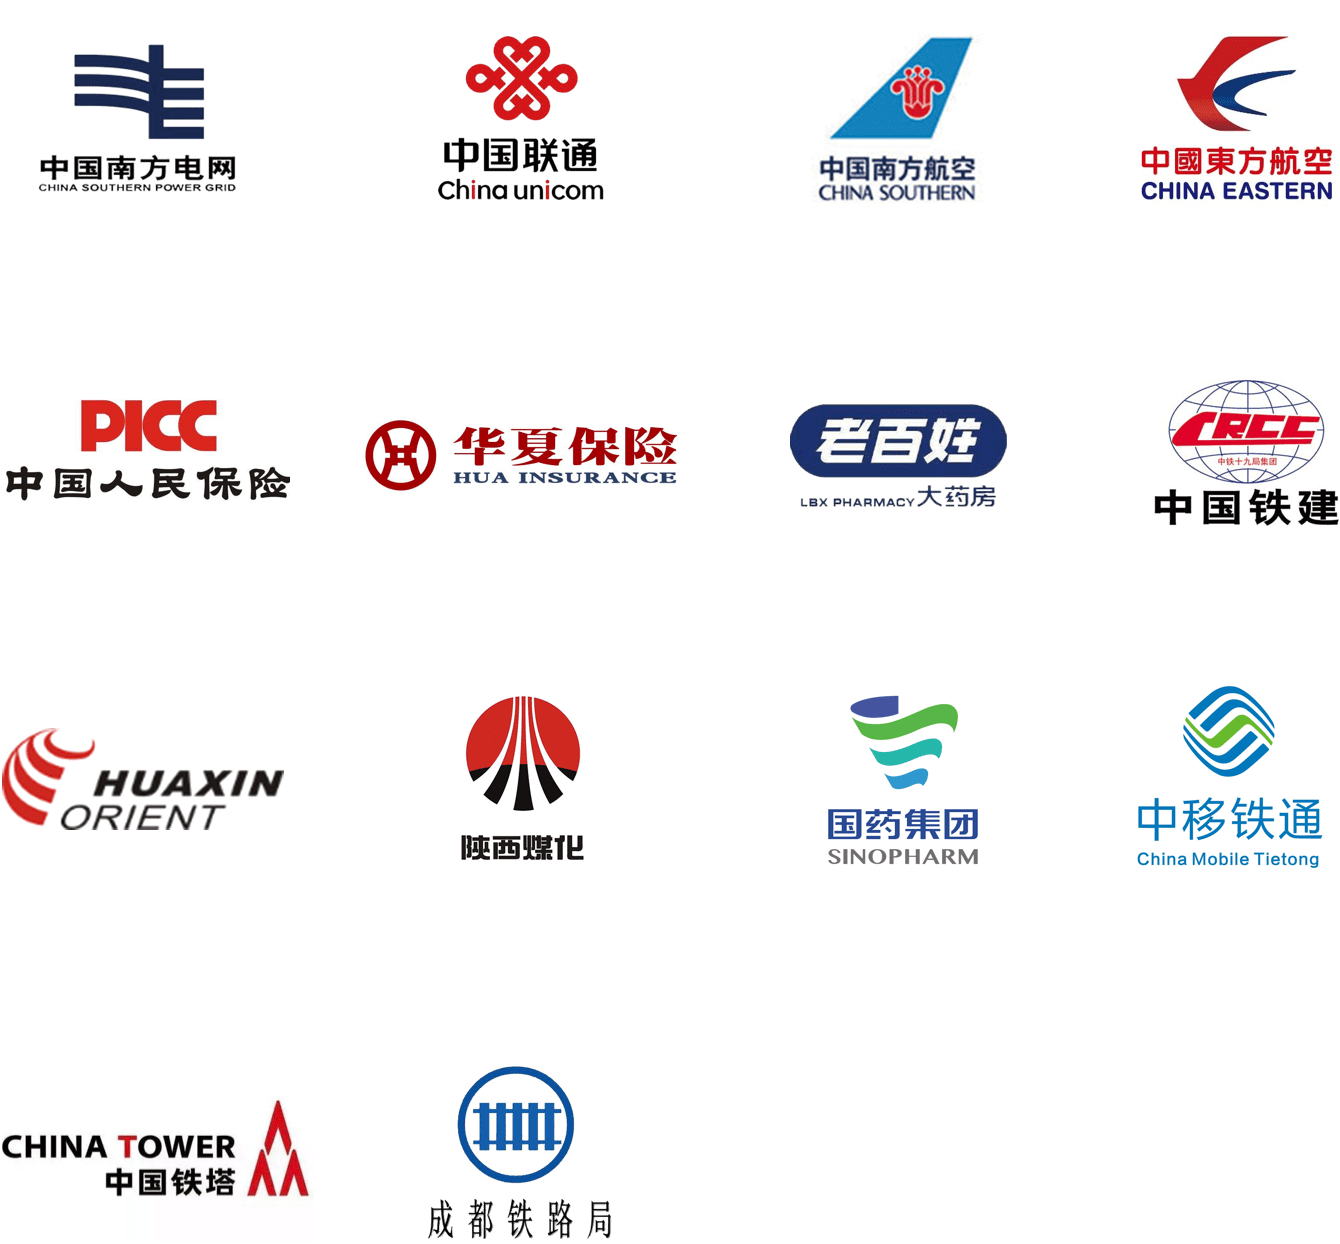 中国南方电网
CHINA SOUTHERN POWER GRID
中国联通
China unicom
中国南方航空
CHINA SOUTHERN
中國東方航空
CHINA EASTERN
PICC
中国人民保险
华夏保险
HUA INSURANCE
老百姓
LBX PHARMACY 大药房
CRCC
中铁十九局集团
中国铁建
HUAXIN
ORIENT
陕西煤化
国药集团
SINOPHARM
中移铁通
China Mobile Tietong
CHINA TOWER
中国铁塔
成都铁路局